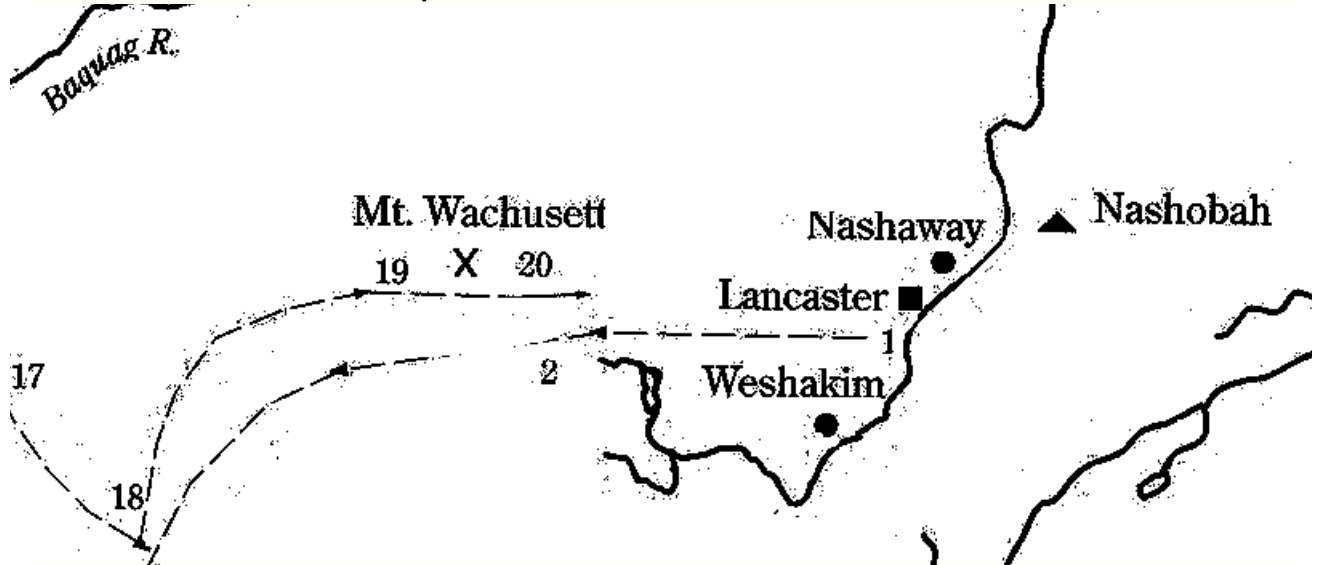 Baquag R.
Mt. Wachusett
Nashobah
Nashaway
19 X 20
Lancaster
1
2
17
Weshakim
18